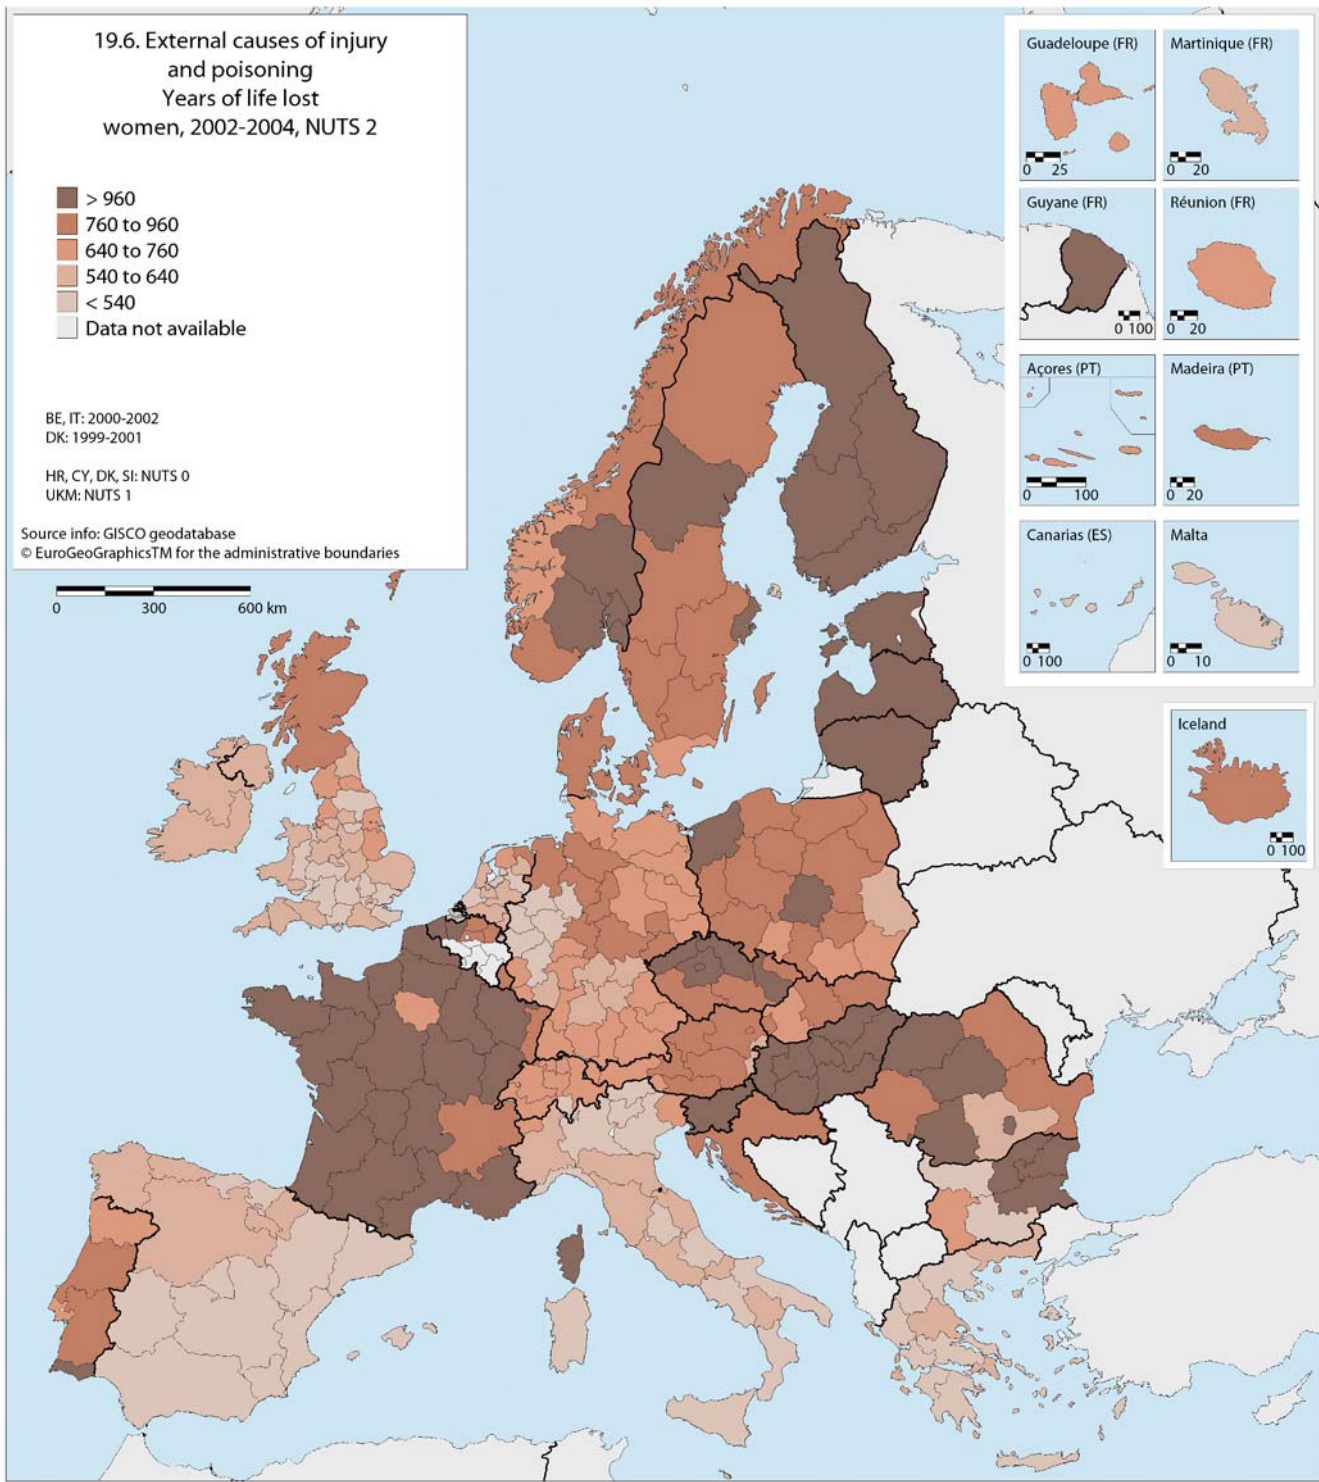 19.6. External causes of injury
and poisoning
Years of life lost
women, 2002-2004, NUTS 2
> 960
760 to 960
640 to 760
540 to 640
< 540
Data not available
BE, IT: 2000-2002
DK: 1999-2001
HR, CY, DK, SI: NUTS 0
UKM: NUTS 1
Source info: GISCO geodatabase
© EuroGeoGraphicsTM for the administrative boundaries
0 300 600 km
Guadeloupe (FR)
0 25
Martinique (FR)
0 20
Guyane (FR)
0 100
Réunion (FR)
0 20
Açores (PT)
0 100
Madeira (PT)
0 20
Canarias (ES)
0 100
Malta
0 10
Iceland
0 100